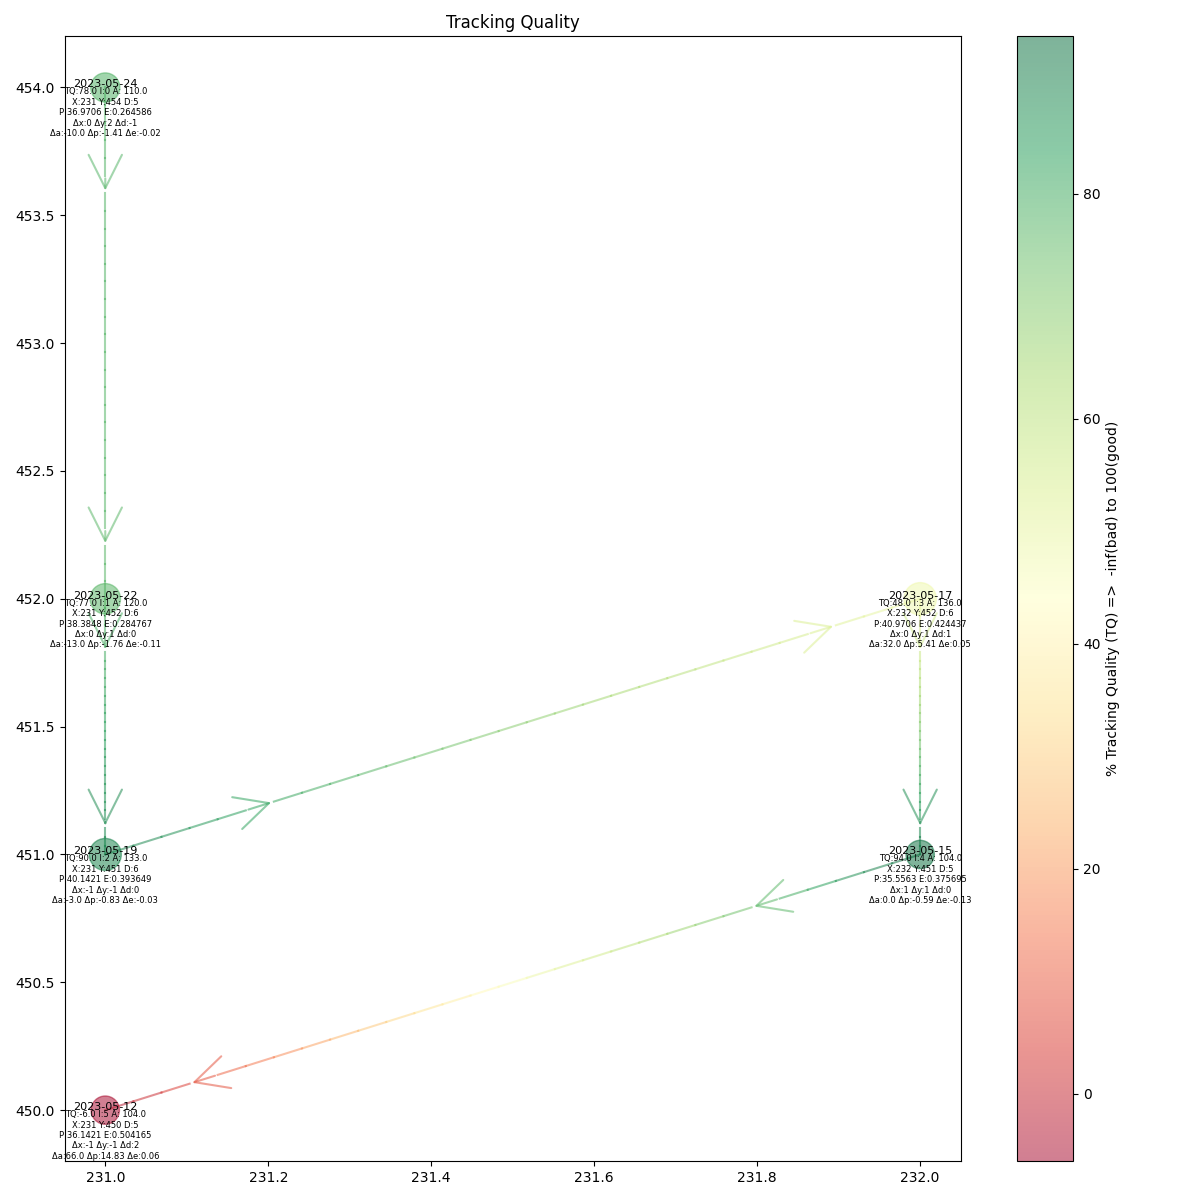 Tracking Quality
454.0
453.5
453.0
452.5
452.0
451.5
451.0
450.5
450.0
231.0
231.2
231.4
231.6
231.8
232.0
2023-05-24
TQ:78.0 I:0 A: 110.0
X:231 Y:454 D:5
P:36.9706 E:0.264586
Δx:0 Δy:2 Δd:-1
Δa:-10.0 Δp:-1.41 Δe:-0.02
2023-05-22
TQ:77.0 I:1 A: 120.0
X:231 Y:452 D:6
P:38.3848 E:0.284767
Δx:0 Δy:1 Δd:0
Δa:-13.0 Δp:-1.76 Δe:-0.11
2023-05-17
TQ:48.0 I:3 A: 136.0
X:232 Y:452 D:6
P:40.9706 E:0.424437
Δx:0 Δy:1 Δd:1
Δa:32.0 Δp:5.41 Δe:0.05
2023-05-19
TQ:90.0 I:2 A: 133.0
X:231 Y:451 D:6
P:40.1421 E:0.393649
Δx:-1 Δy:-1 Δd:0
Δa:-3.0 Δp:-0.83 Δe:-0.03
2023-05-15
TQ:94.0 I:4 A: 104.0
X:232 Y:451 D:5
P:35.5563 E:0.375695
Δx:1 Δy:1 Δd:0
Δa:0.0 Δp:-0.59 Δe:-0.13
2023-05-12
TQ:-6.0 I:5 A: 104.0
X:231 Y:450 D:5
P:36.1421 E:0.504165
Δx:-1 Δy:-1 Δd:2
Δa:66.0 Δp:14.83 Δe:0.06
80
60
40
20
0
% Tracking Quality (TQ) => -inf(bad) to 100(good)